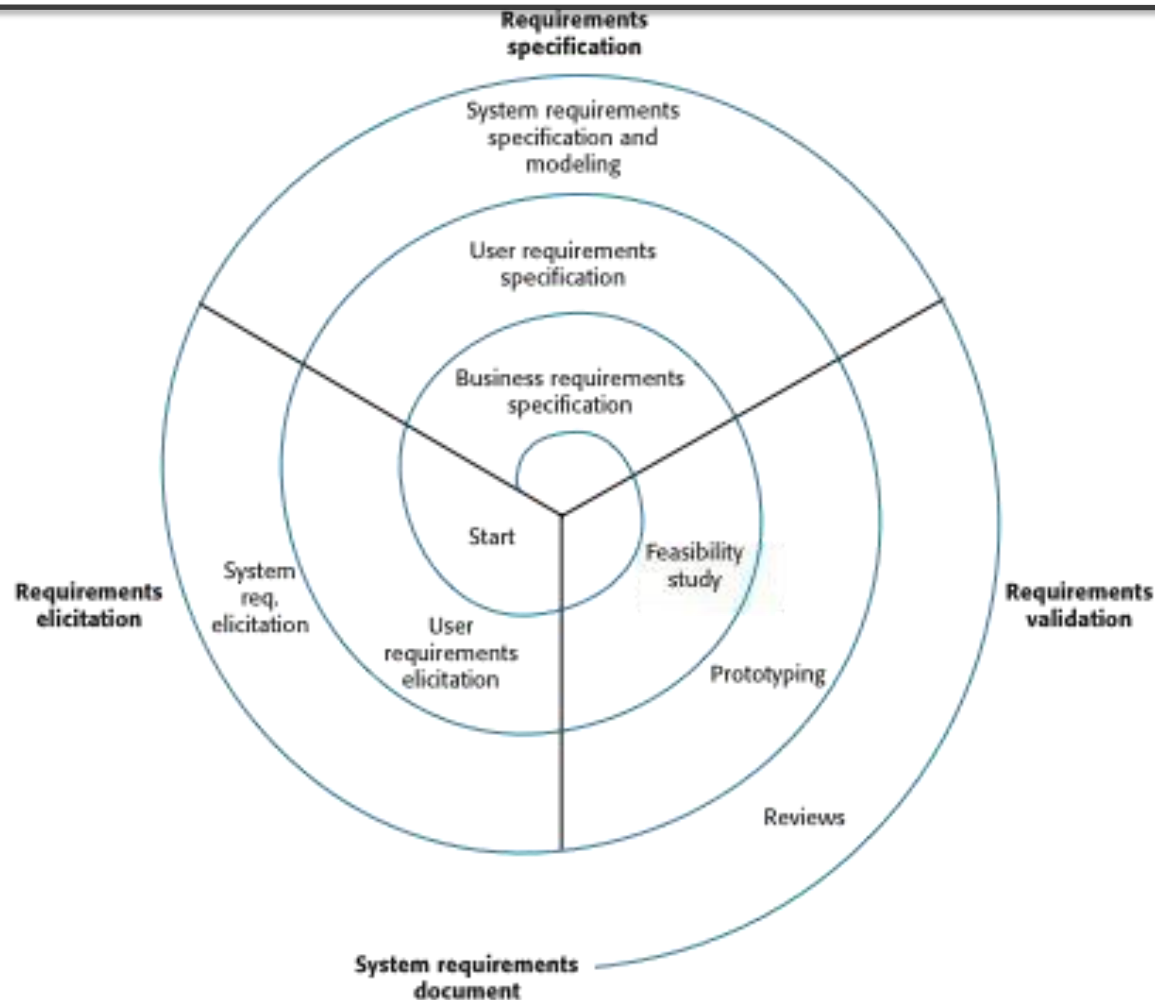 Requirements
specification
System requirements
specification and
modeling
User requirements
specification
Business requirements
specification
Start
Feasibility
study
System
req.
elicitation
User
requirements
elicitation
Requirements
elicitation
Requirements
validation
Prototyping
Reviews
System requirements
document